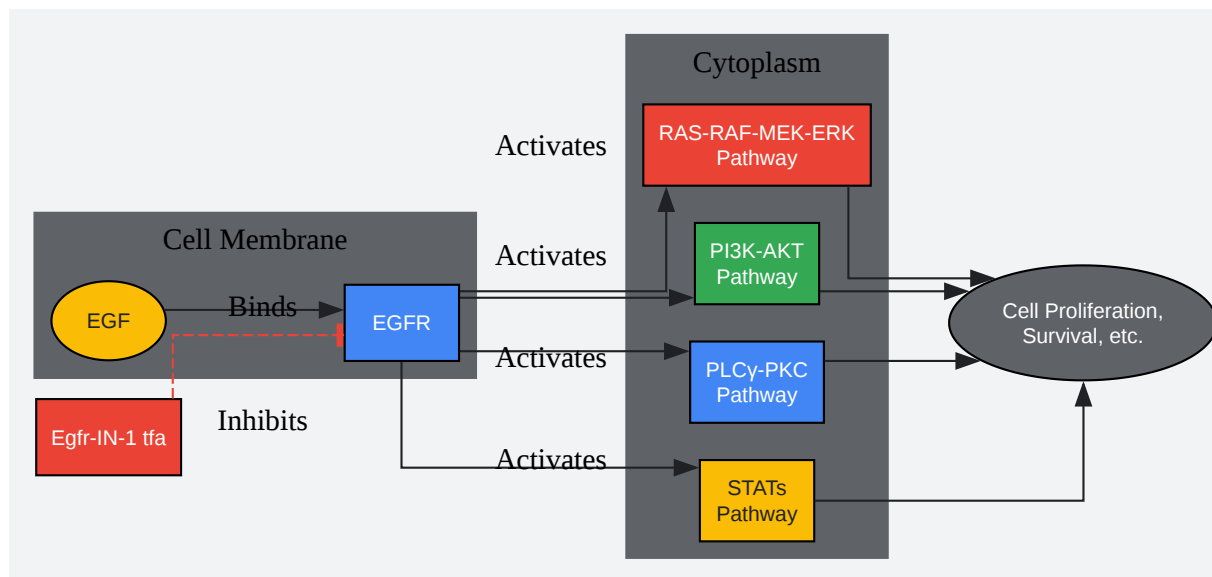 Cytoplasm
RAS-RAF-MEK-ERK
Pathway
Activates
PI3K-AKT
Pathway
Activates
Cell Membrane
EGF
Binds
EGFR
Cell Proliferation,
Survival, etc.
Activates
PLCγ-PKC
Pathway
Egfr-IN-1 tfa
Inhibits
Activates
STATs
Pathway